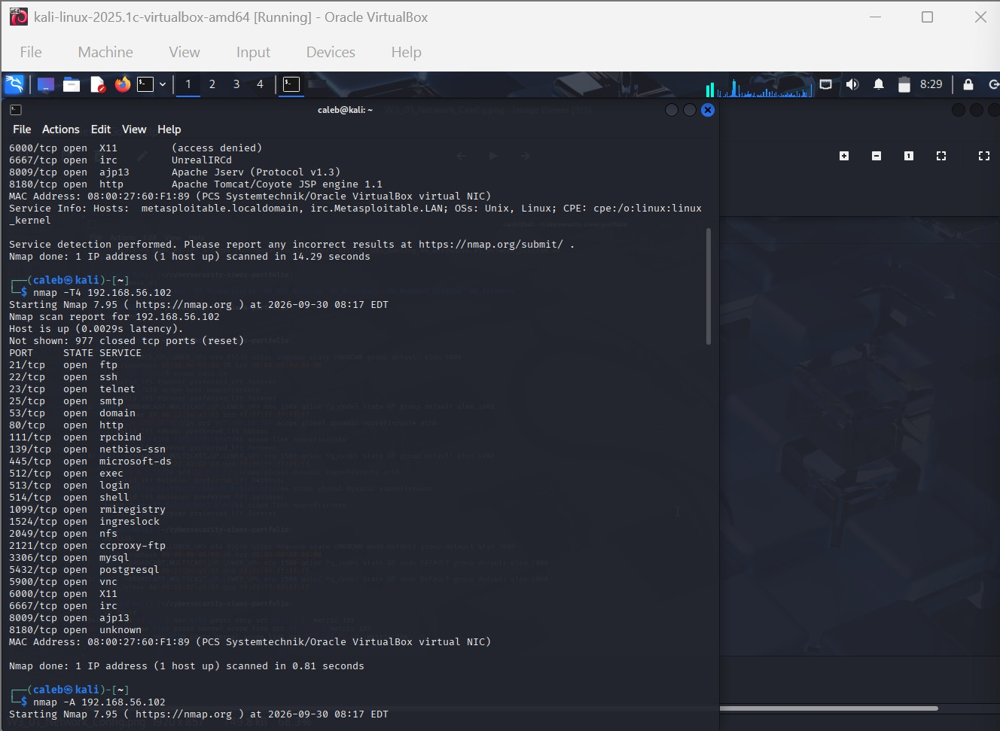 kali-linux-2025.1c-virtualbox-amd64 [Running] - Oracle VirtualBox
File Machine View Input Devices Help
1 2 3 4 8:29
caleb@kali: ~
File Actions Edit View Help
6000/tcp open  X11         (access denied)
6667/tcp open  irc         UnrealIRCd
8009/tcp open  ajp13       Apache Jserv (Protocol v1.3)
8180/tcp open  http        Apache Tomcat/Coyote JSP engine 1.1
MAC Address: 08:00:27:60:F1:89 (PCS Systemtechnik/Oracle VirtualBox virtual NIC)
Service Info: Hosts:  metasploitable.localdomain, irc.Metasploitable.LAN; OSs: Unix, Linux; CPE: cpe:/o:linux:linux
_kernel
Service detection performed. Please report any incorrect results at https://nmap.org/submit/ .
Nmap done: 1 IP address (1 host up) scanned in 14.29 seconds
┌──(caleb㉿kali)-[~]
└─$ nmap -T4 192.168.56.102
Starting Nmap 7.95 ( https://nmap.org ) at 2026-09-30 08:17 EDT
Nmap scan report for 192.168.56.102
Host is up (0.0029s latency).
Not shown: 977 closed tcp ports (reset)
PORT     STATE SERVICE
21/tcp   open  ftp
22/tcp   open  ssh
23/tcp   open  telnet
25/tcp   open  smtp
53/tcp   open  domain
80/tcp   open  http
111/tcp  open  rpcbind
139/tcp  open  netbios-ssn
445/tcp  open  microsoft-ds
512/tcp  open  exec
513/tcp  open  login
514/tcp  open  shell
1099/tcp open  rmiregistry
1524/tcp open  ingreslock
2049/tcp open  nfs
2121/tcp open  ccproxy-ftp
3306/tcp open  mysql
5432/tcp open  postgresql
5900/tcp open  vnc
6000/tcp open  X11
6667/tcp open  irc
8009/tcp open  ajp13
8180/tcp open  unknown
MAC Address: 08:00:27:60:F1:89 (PCS Systemtechnik/Oracle VirtualBox virtual NIC)
Nmap done: 1 IP address (1 host up) scanned in 0.81 seconds
┌──(caleb㉿kali)-[~]
└─$ nmap -A 192.168.56.102
Starting Nmap 7.95 ( https://nmap.org ) at 2026-09-30 08:17 EDT